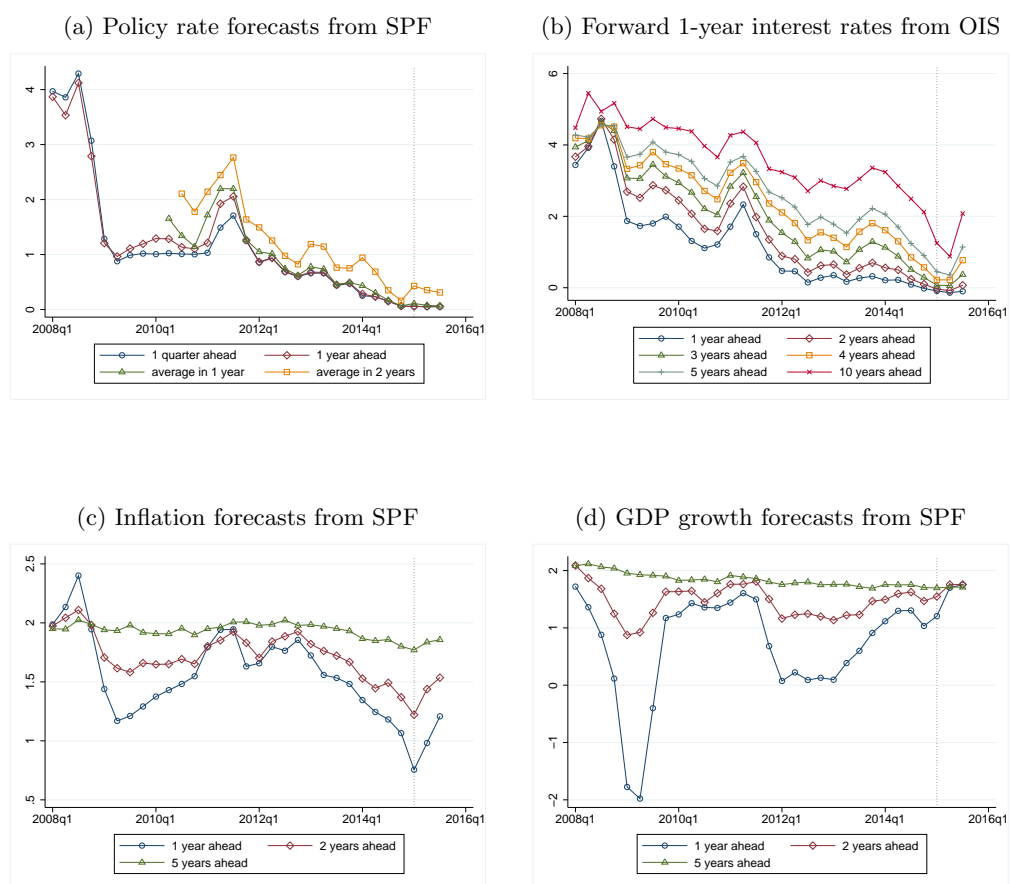 (a) Policy rate forecasts from SPF
4
3
2
1
0
2008q1 2010q1 2012q1 2014q1 2016q1
1 quarter ahead 1 year ahead
average in 1 year average in 2 years
(b) Forward 1-year interest rates from OIS
6
4
2
0
2008q1 2010q1 2012q1 2014q1 2016q1
1 year ahead 2 years ahead
3 years ahead 4 years ahead
5 years ahead 10 years ahead
(c) Inflation forecasts from SPF
2.5
2
1.5
1
.5
2008q1 2010q1 2012q1 2014q1 2016q1
1 year ahead 2 years ahead
5 years ahead
(d) GDP growth forecasts from SPF
2
1
0
−1
−2
2008q1 2010q1 2012q1 2014q1 2016q1
1 year ahead 2 years ahead
5 years ahead